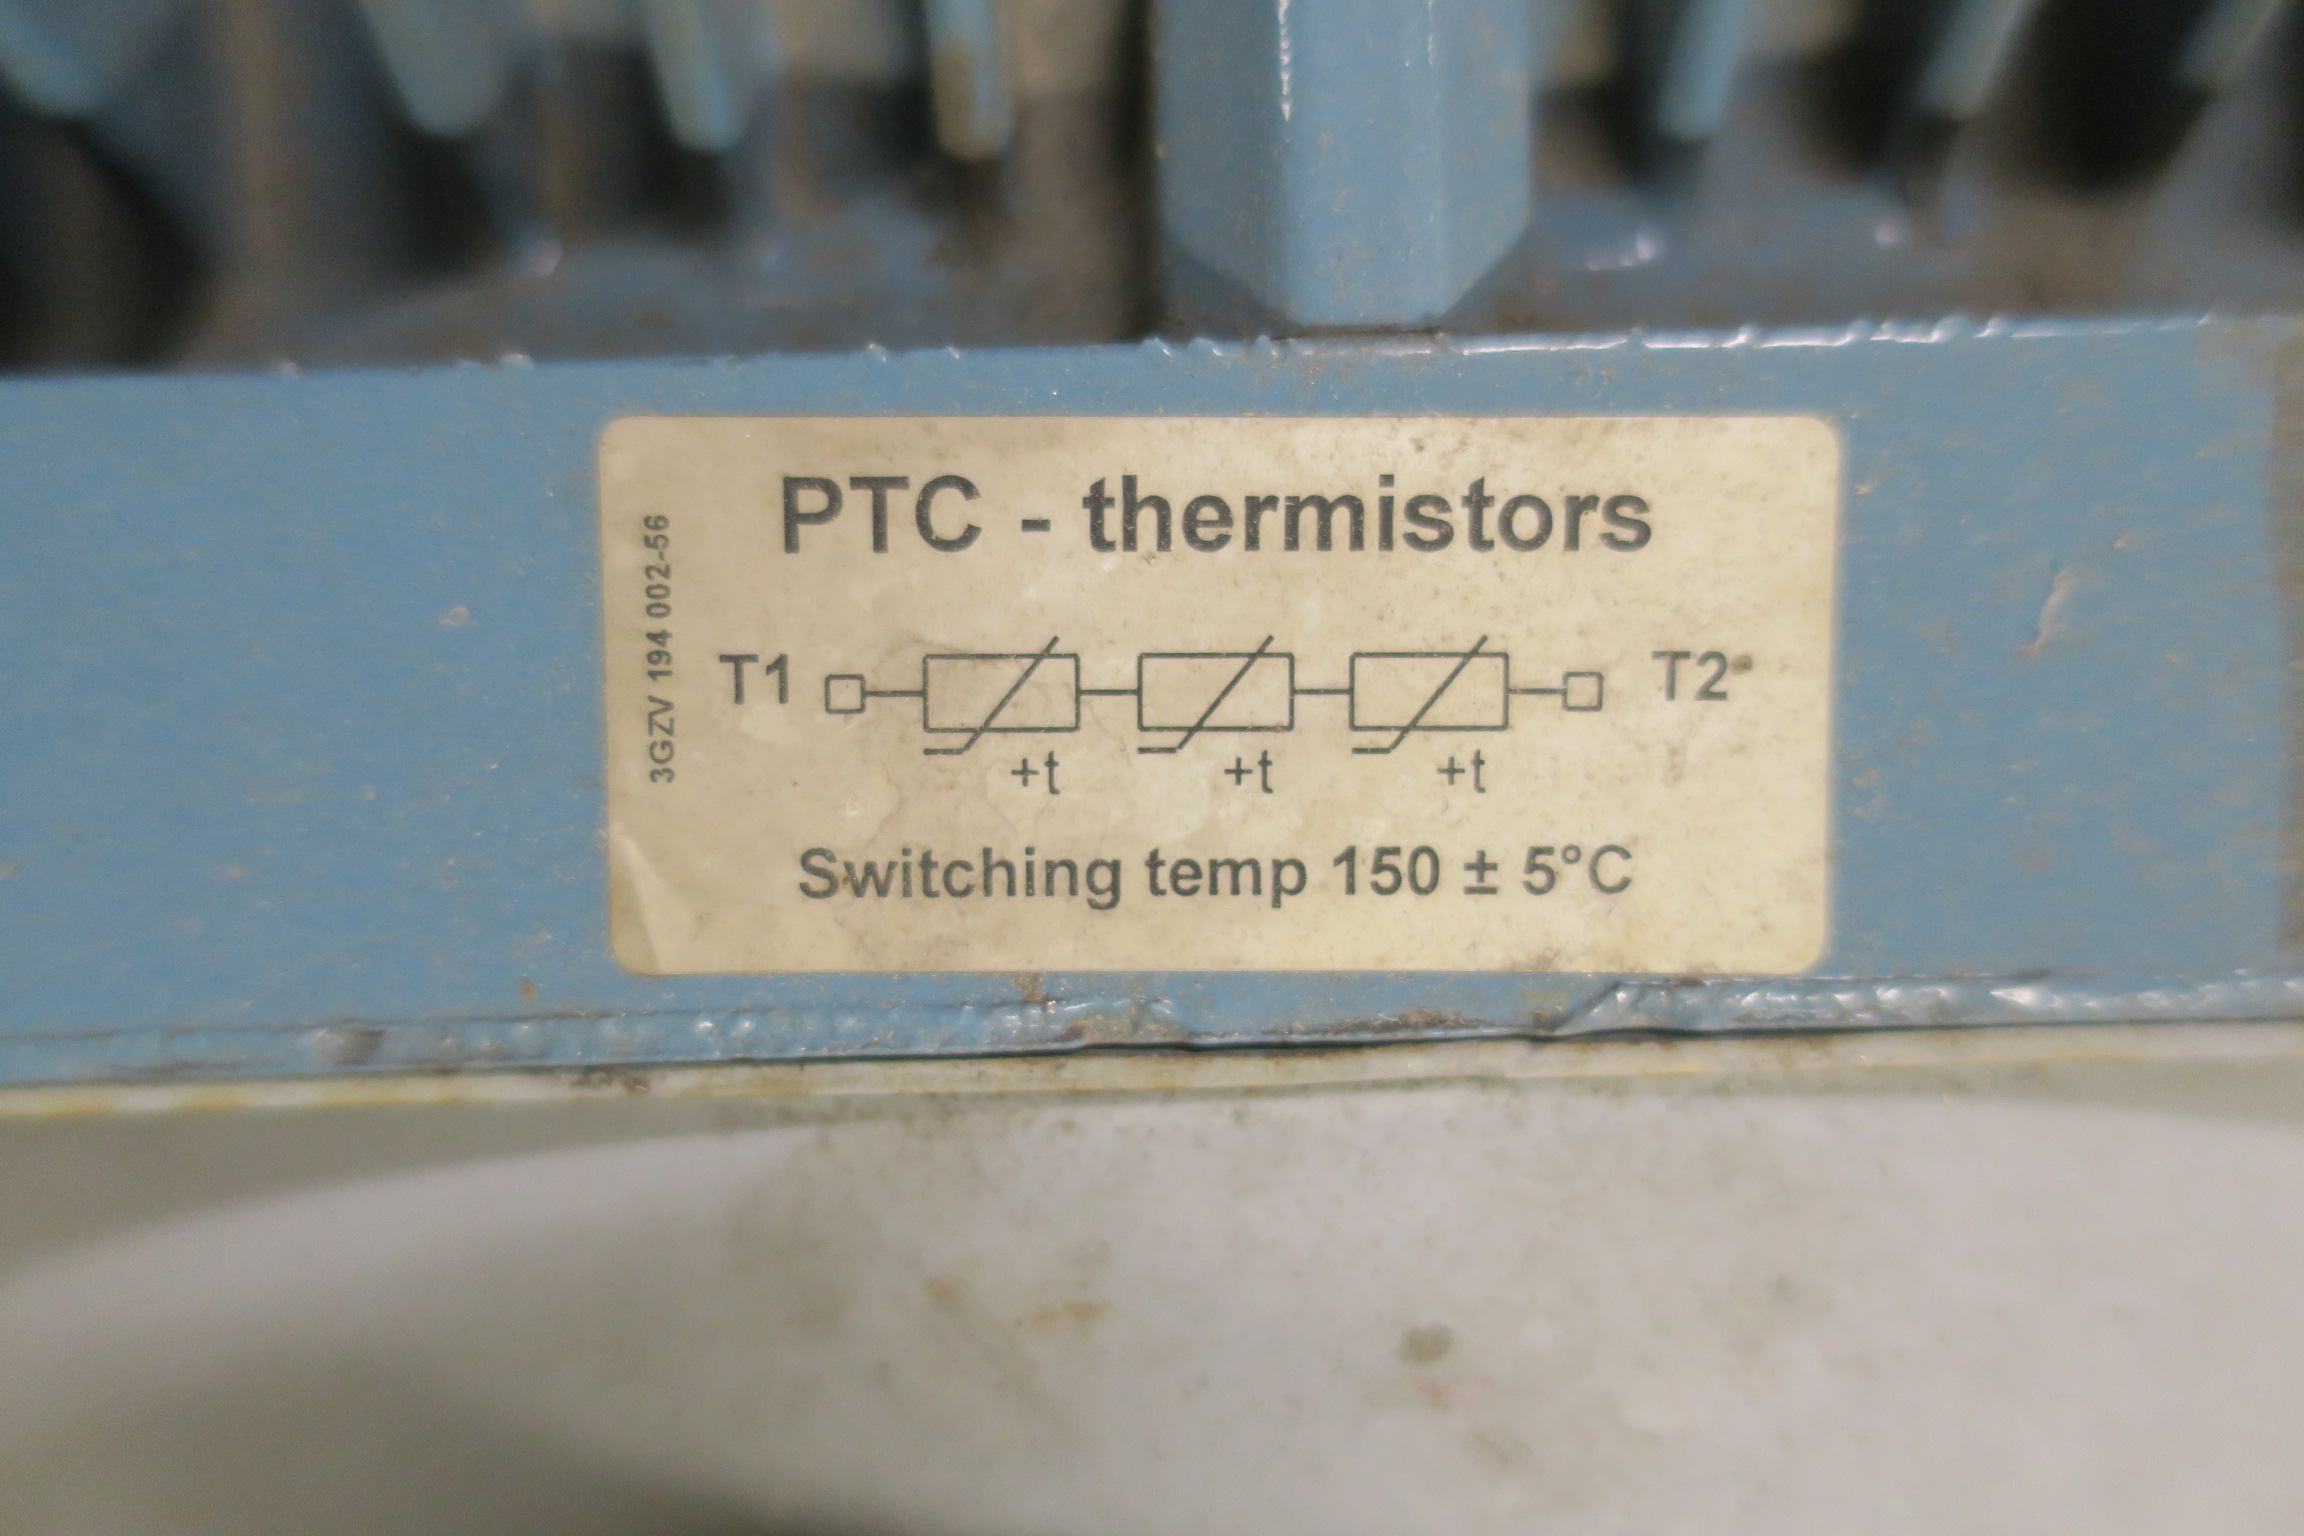 PTC - thermistors
3GZV 194 002-56
T1 T2
+t +t +t
Switching temp 150 ± 5°C